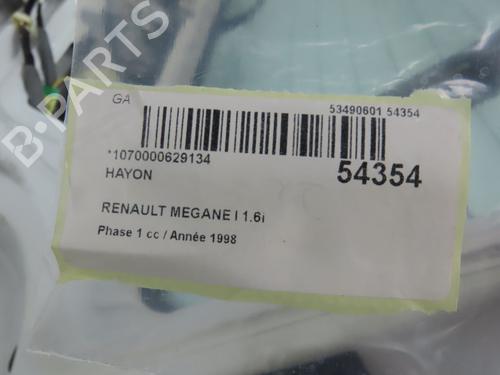 GA
53490601 54354
*1070000629134
54354
HAYON
RENAULT MEGANE I 1.6i
Phase 1 cc / Année 1998
B-PARTS